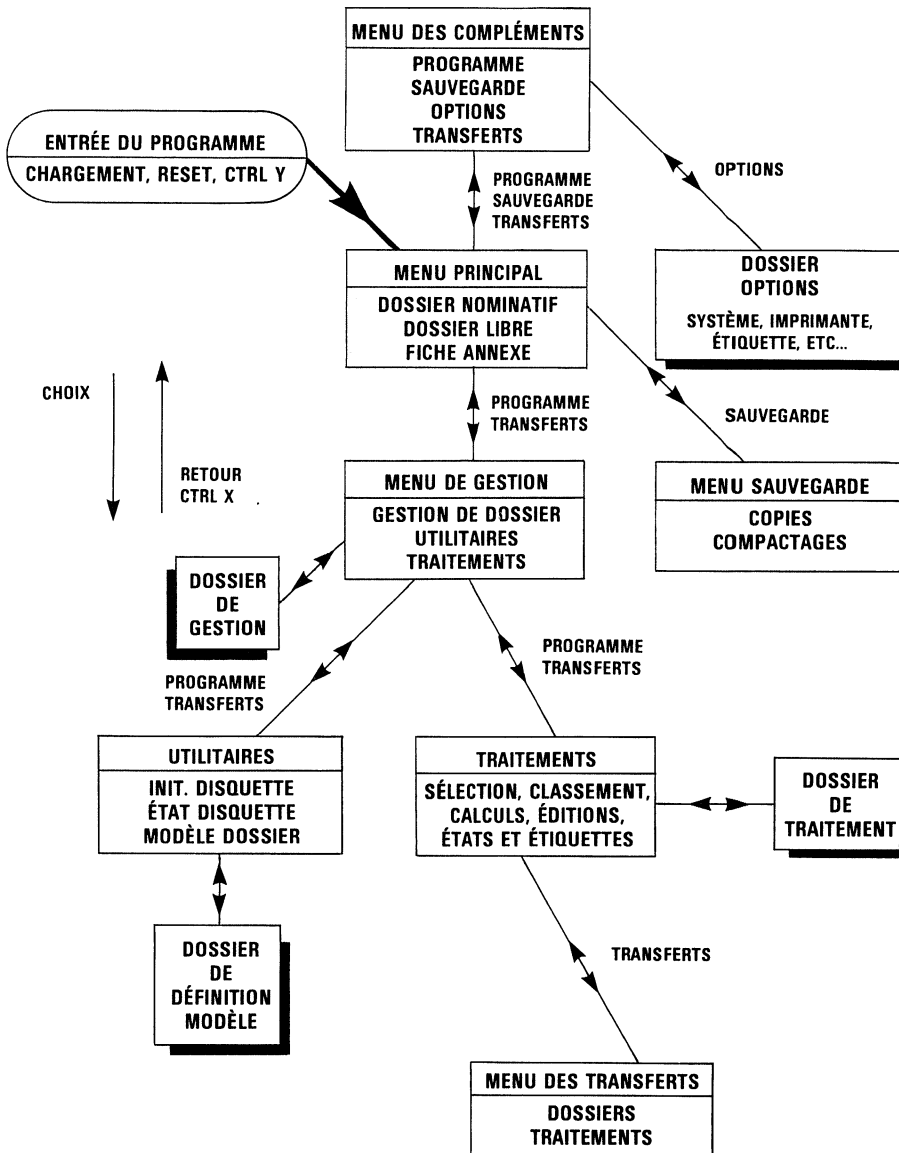 MENU DES COMPLÉMENTS
PROGRAMME
SAUVEGARDE
OPTIONS
TRANSFERTS
ENTRÉE DU PROGRAMME
CHARGEMENT, RESET, CTRL Y
OPTIONS
PROGRAMME
SAUVEGARDE
TRANSFERTS
MENU PRINCIPAL
DOSSIER NOMINATIF
DOSSIER LIBRE
FICHE ANNEXE
DOSSIER
OPTIONS
SYSTÈME, IMPRIMANTE,
ÉTIQUETTE, ETC...
CHOIX
RETOUR
CTRL X
PROGRAMME
TRANSFERTS
SAUVEGARDE
MENU DE GESTION
GESTION DE DOSSIER
UTILITAIRES
TRAITEMENTS
MENU SAUVEGARDE
COPIES
COMPACTAGES
DOSSIER
DE
GESTION
PROGRAMME
TRANSFERTS
PROGRAMME
TRANSFERTS
UTILITAIRES
INIT. DISQUETTE
ÉTAT DISQUETTE
MODÈLE DOSSIER
TRAITEMENTS
SÉLECTION, CLASSEMENT,
CALCULS, ÉDITIONS,
ÉTATS ET ÉTIQUETTES
DOSSIER
DE
TRAITEMENT
DOSSIER
DE
DÉFINITION
MODÈLE
TRANSFERTS
MENU DES TRANSFERTS
DOSSIERS
TRAITEMENTS